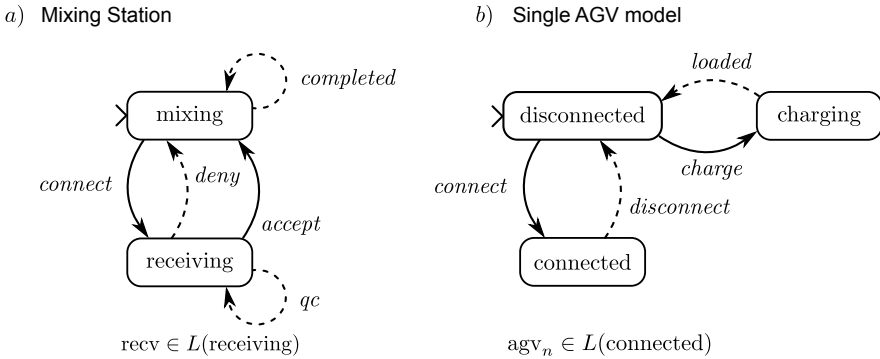 a) Mixing Station
mixing
completed
connect
deny
accept
receiving
qc
recv ∈ L(receiving)
b) Single AGV model
disconnected
loaded
charging
charge
connect
disconnect
connected
agvₙ ∈ L(connected)